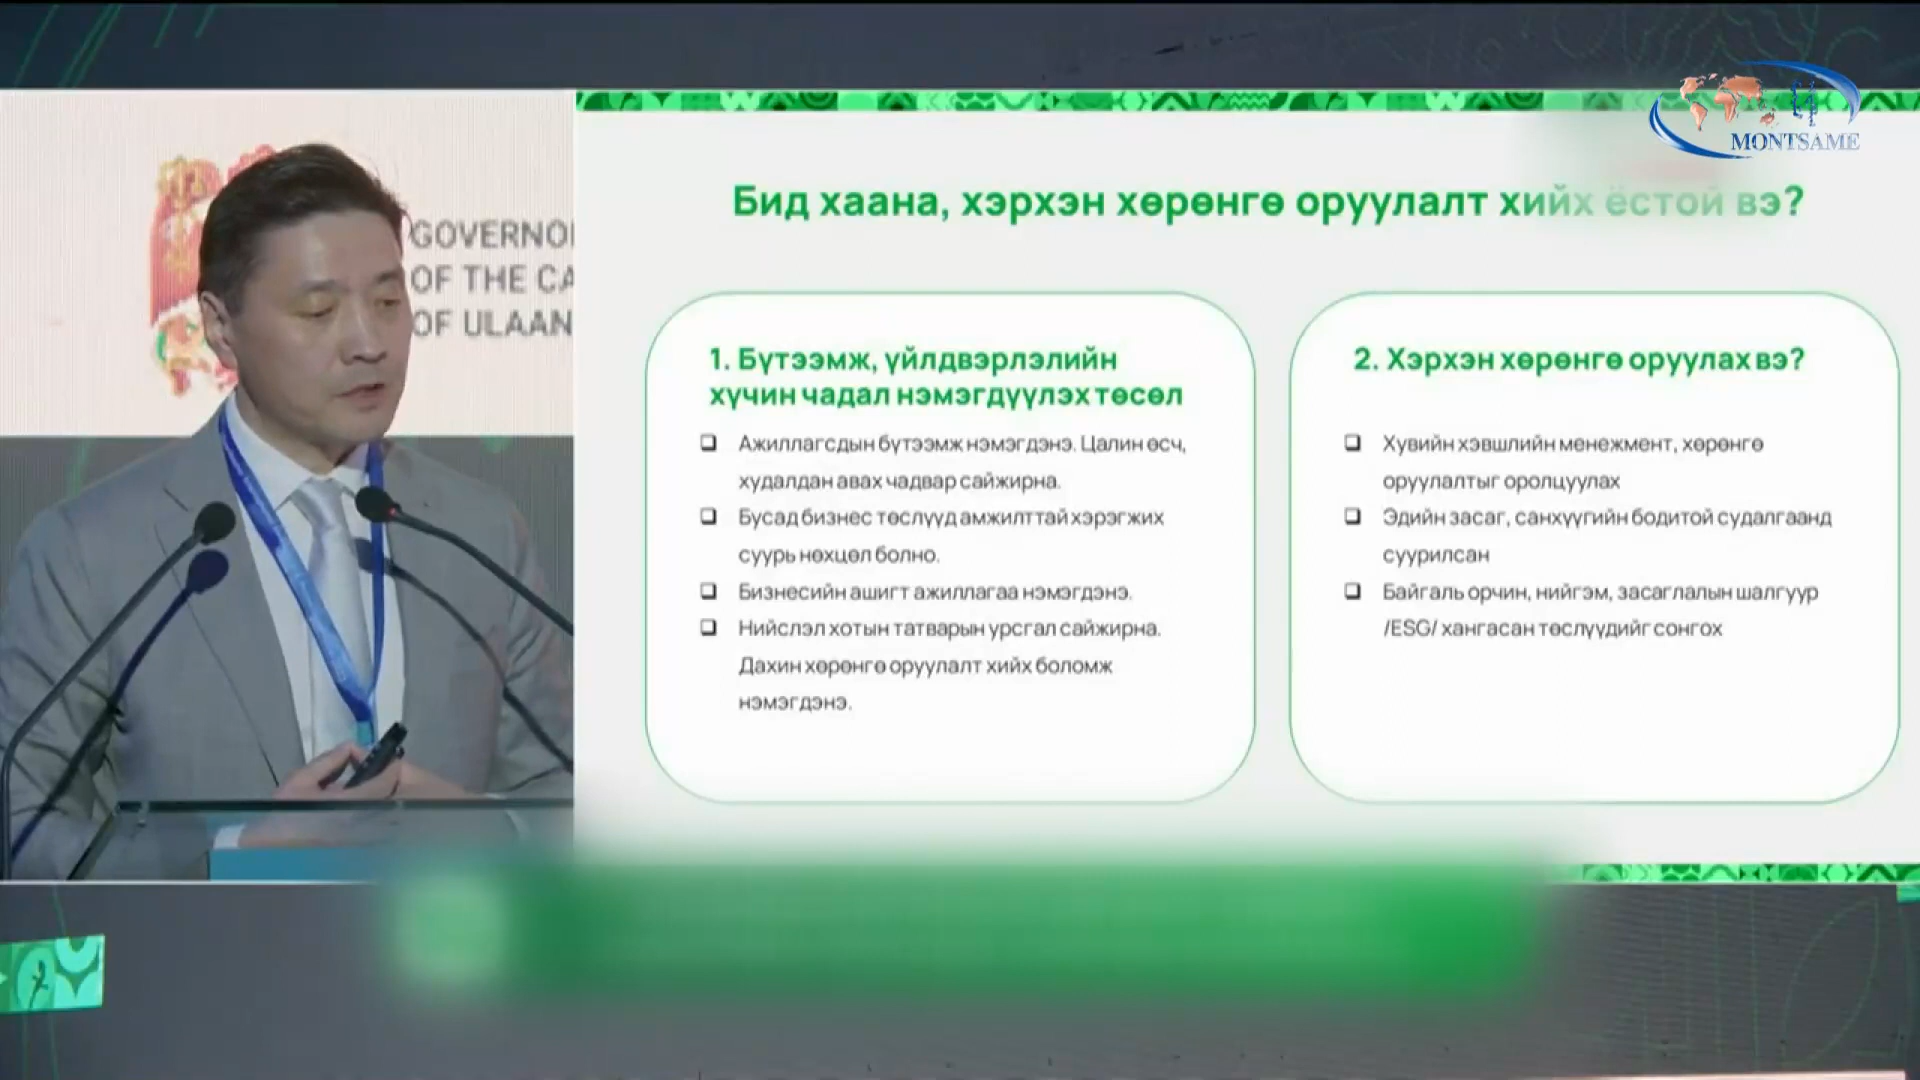 MONTSAME
GOVERNO
OF THE CA
OF ULAAN
Бид хаана, хэрхэн хөрөнгө оруулалт хийх ёстой вэ?
1. Бүтээмж, үйлдвэрлэлийн
хүчин чадал нэмэгдүүлэх төсөл
❑ Ажиллагсдын бүтээмж нэмэгдэнэ. Цалин өсч,
худалдан авах чадвар сайжирна.
❑ Бусад бизнес төслүүд амжилттай хэрэгжих
суурь нөхцөл болно.
❑ Бизнесийн ашигт ажиллагаа нэмэгдэнэ.
❑ Нийслэл хотын татварын урсгал сайжирна.
Дахин хөрөнгө оруулалт хийх боломж
нэмэгдэнэ.
2. Хэрхэн хөрөнгө оруулах вэ?
❑ Хувийн хэвшлийн менежмент, хөрөнгө
оруулалтыг оролцуулах
❑ Эдийн засаг, санхүүгийн бодитой судалгаанд
суурилсан
❑ Байгаль орчин, нийгэм, засаглалын шалгуур
/ESG/ хангасан төслүүдийг сонгох